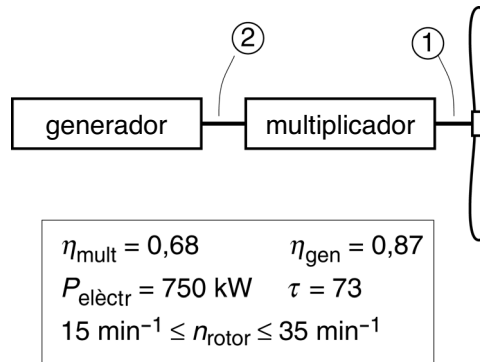 2
1
generador
multiplicador
η_mult = 0,68 η_gen = 0,87
P_elèctr = 750 kW τ = 73
15 min⁻¹ ≤ n_rotor ≤ 35 min⁻¹